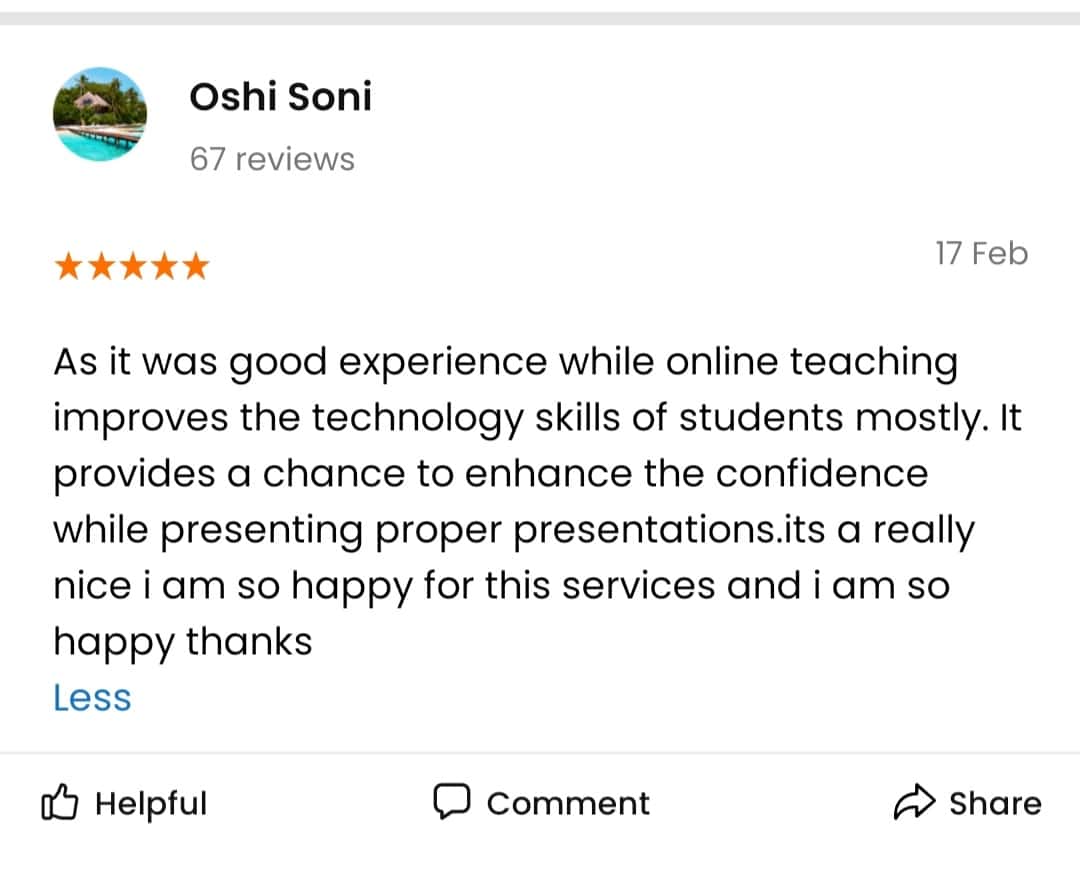 Oshi Soni
67 reviews
17 Feb
As it was good experience while online teaching
improves the technology skills of students mostly. It
provides a chance to enhance the confidence
while presenting proper presentations.its a really
nice i am so happy for this services and i am so
happy thanks
Less
Helpful
Comment
Share